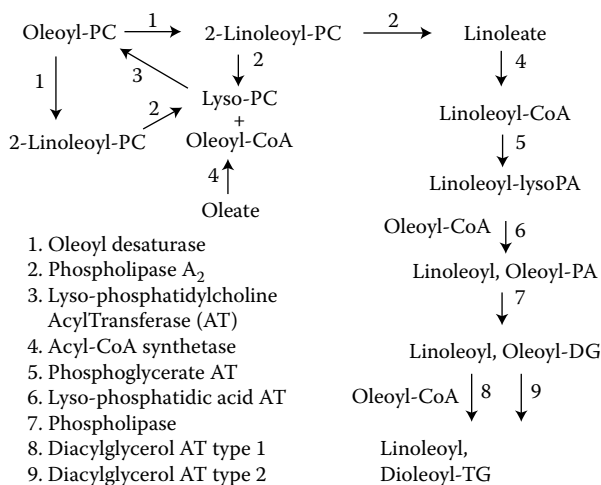 Oleoyl-PC 1 2-Linoleoyl-PC 2 Linoleate
1 3 2 4
2 Lyso-PC Linoleoyl-CoA
+
2-Linoleoyl-PC Oleoyl-CoA 5
4 Linoleoyl-lysoPA
Oleate Oleoyl-CoA 6
Linoleoyl, Oleoyl-PA
7
Linoleoyl, Oleoyl-DG
Oleoyl-CoA 8 9
Linoleoyl,
Dioleoyl-TG
1. Oleoyl desaturase
2. Phospholipase A₂
3. Lyso-phosphatidylcholine
AcylTransferase (AT)
4. Acyl-CoA synthetase
5. Phosphoglycerate AT
6. Lyso-phosphatidic acid AT
7. Phospholipase
8. Diacylglycerol AT type 1
9. Diacylglycerol AT type 2